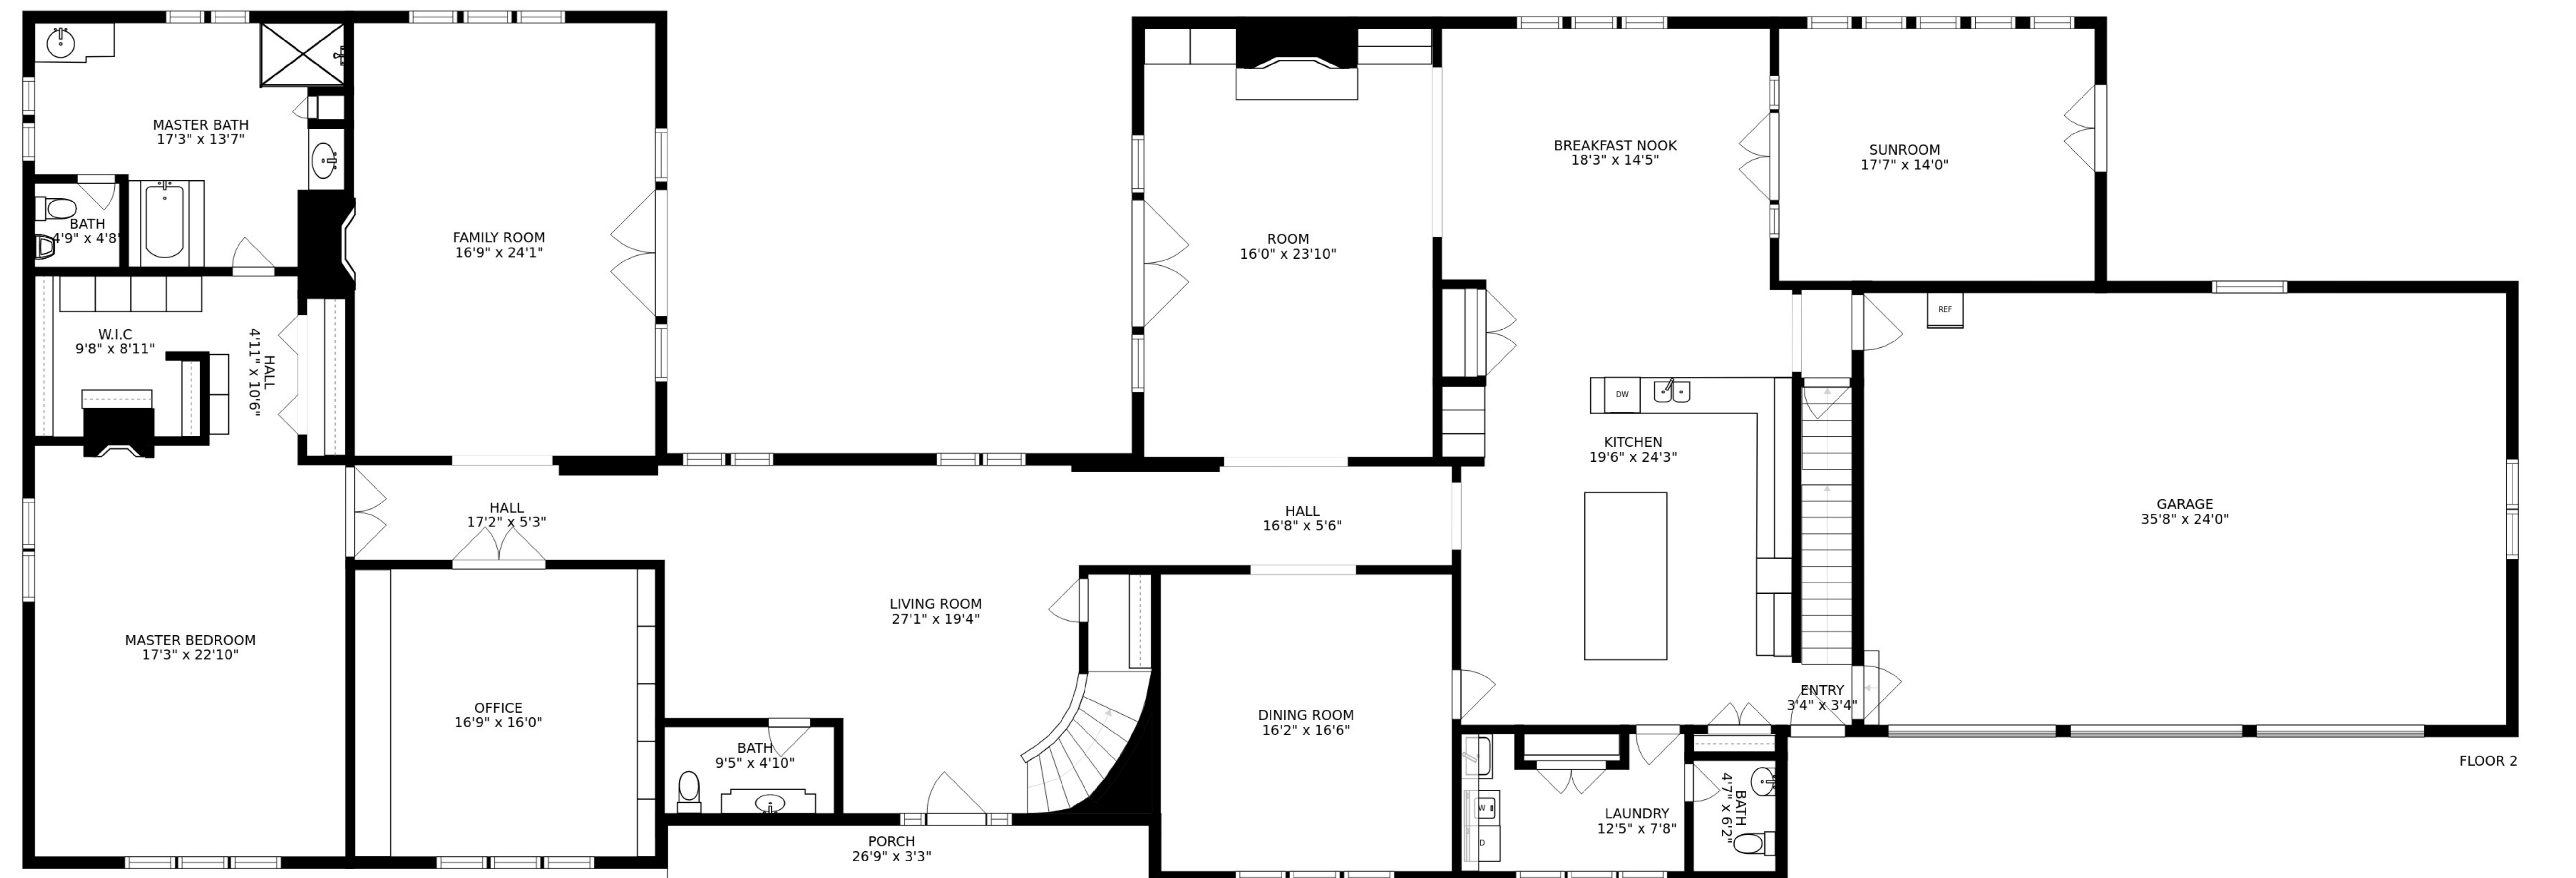 MASTER BATH
17'3" x 13'7"
BATH
4'9" x 4'8"
FAMILY ROOM
16'9" x 24'1"
W.I.C
9'8" x 8'11"
HALL
4'11" x 10'6"
ROOM
16'0" x 23'10"
BREAKFAST NOOK
18'3" x 14'5"
SUNROOM
17'7" x 14'0"
REF
DW
KITCHEN
19'6" x 24'3"
HALL
17'2" x 5'3"
HALL
16'8" x 5'6"
GARAGE
35'8" x 24'0"
MASTER BEDROOM
17'3" x 22'10"
LIVING ROOM
27'1" x 19'4"
OFFICE
16'9" x 16'0"
DINING ROOM
16'2" x 16'6"
ENTRY
3'4" x 3'4"
BATH
9'5" x 4'10"
FLOOR 2
W
D
LAUNDRY
12'5" x 7'8"
BATH
4'7" x 6'2"
PORCH
26'9" x 3'3"